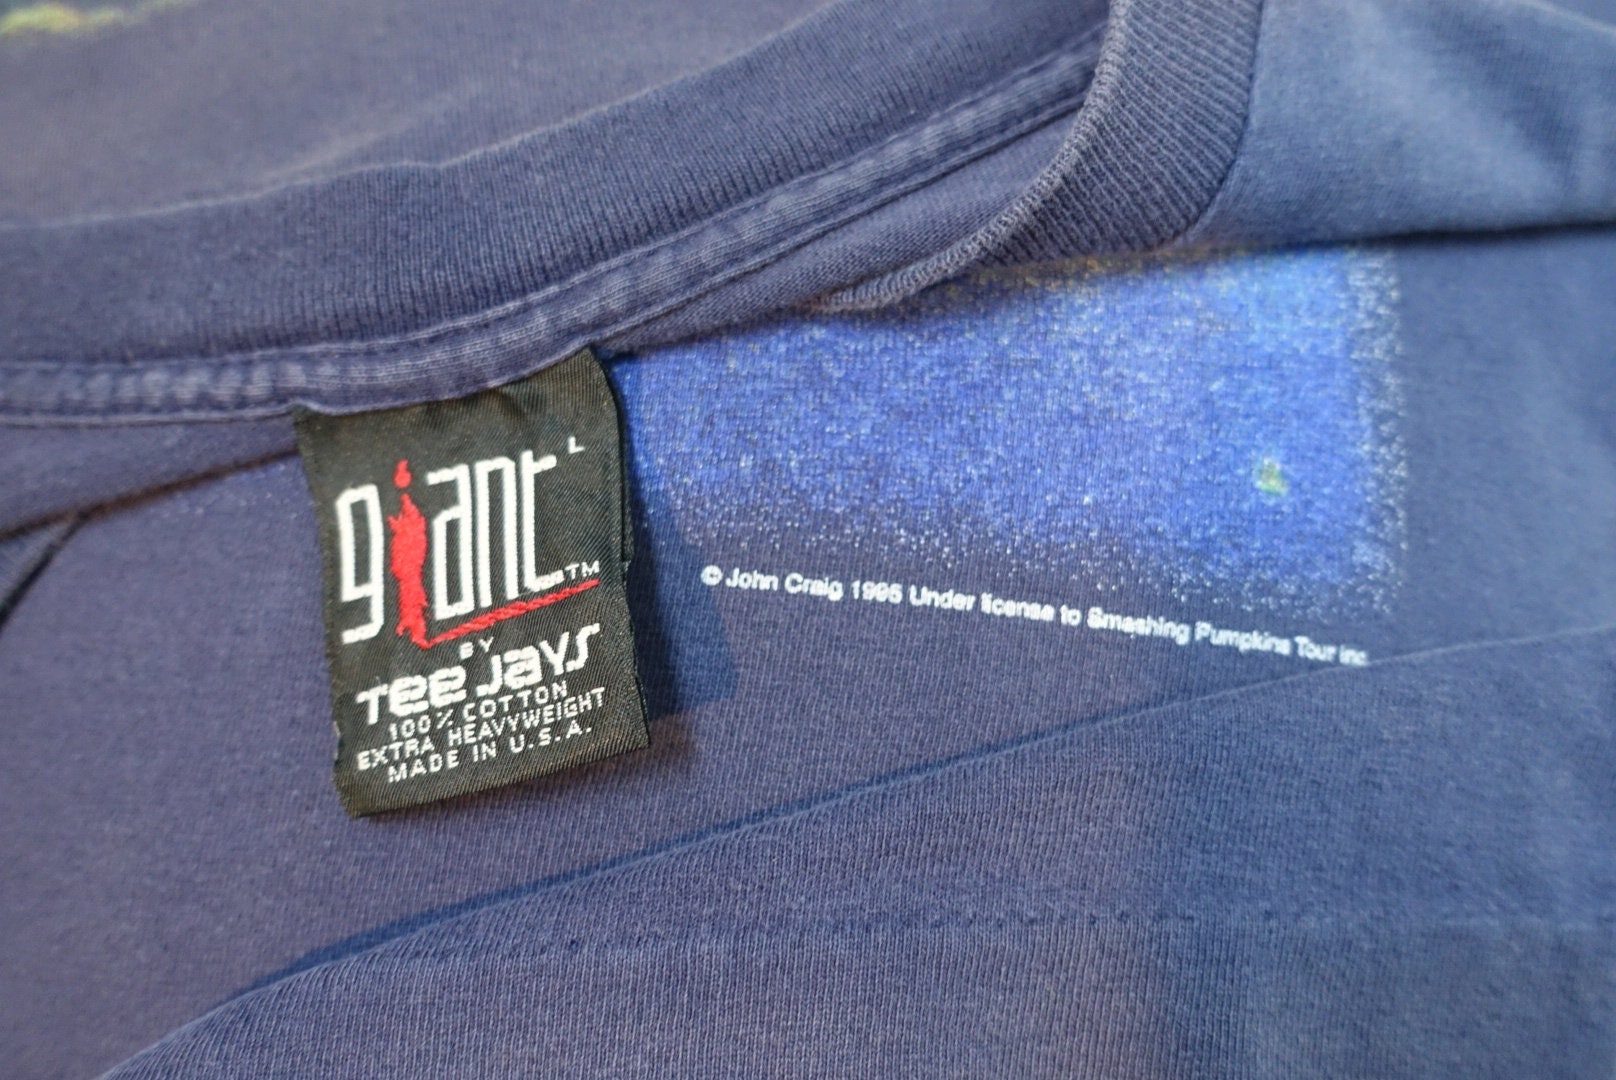 giant L
TM
BY
Tee Jays
100% COTTON
EXTRA HEAVYWEIGHT
MADE IN U.S.A.
© John Craig 1995 Under license to Smashing Pumpkins Tour Inc.